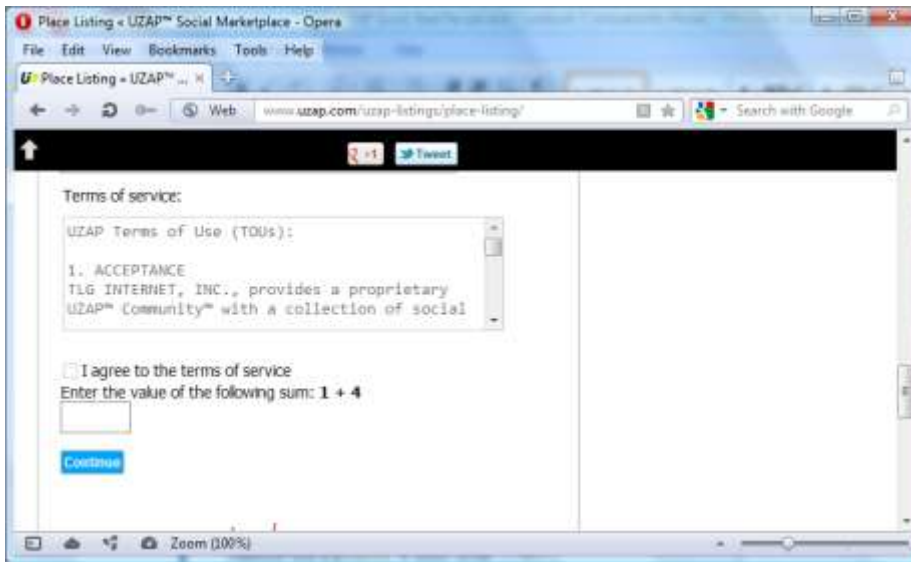 Place Listing « UZAP™ Social Marketplace - Opera
File Edit View Bookmarks Tools Help
Place Listing « UZAP™ ...
Web www.uzap.com/uzap-listings/place-listing/ Search with Google
+1 Tweet
Terms of service:
UZAP Terms of Use (TOUs):
1. ACCEPTANCE
TLG INTERNET, INC., provides a proprietary
UZAP™ Community™ with a collection of social
I agree to the terms of service
Enter the value of the following sum: 1 + 4
Continue
Zoom (100%)